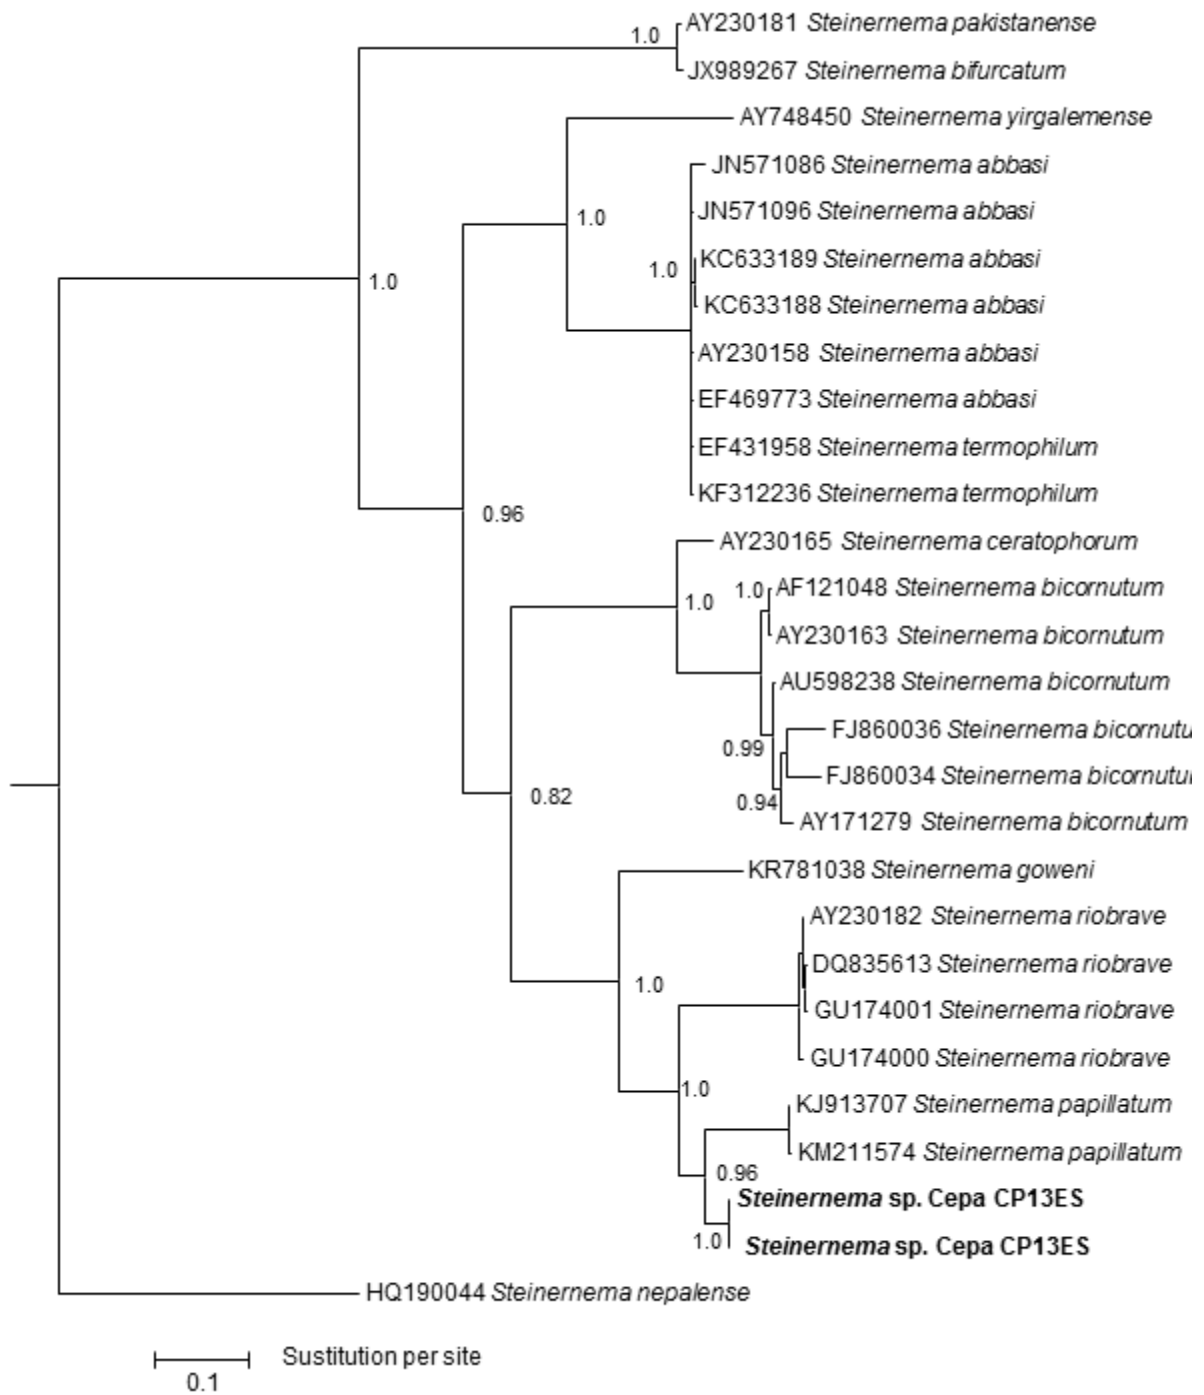 AY230181 Steinernema pakistanense
1.0
JX989267 Steinernema bifurcatum
AY748450 Steinernema yirgalemense
JN571086 Steinernema abbasi
JN571096 Steinernema abbasi
1.0
KC633189 Steinernema abbasi
1.0
1.0
KC633188 Steinernema abbasi
AY230158 Steinernema abbasi
EF469773 Steinernema abbasi
EF431958 Steinernema termophilum
KF312236 Steinernema termophilum
0.96
AY230165 Steinernema ceratophorum
1.0 AF121048 Steinernema bicornutum
1.0
AY230163 Steinernema bicornutum
AU598238 Steinernema bicornutum
FJ860036 Steinernema bicornutu
0.99
FJ860034 Steinernema bicornutu
0.82
0.94
AY171279 Steinernema bicornutum
KR781038 Steinernema goweni
AY230182 Steinernema riobrave
DQ835613 Steinernema riobrave
1.0
GU174001 Steinernema riobrave
GU174000 Steinernema riobrave
1.0
KJ913707 Steinernema papillatum
KM211574 Steinernema papillatum
0.96
Steinernema sp. Cepa CP13ES
1.0
Steinernema sp. Cepa CP13ES
HQ190044 Steinernema nepalense
Sustitution per site
0.1